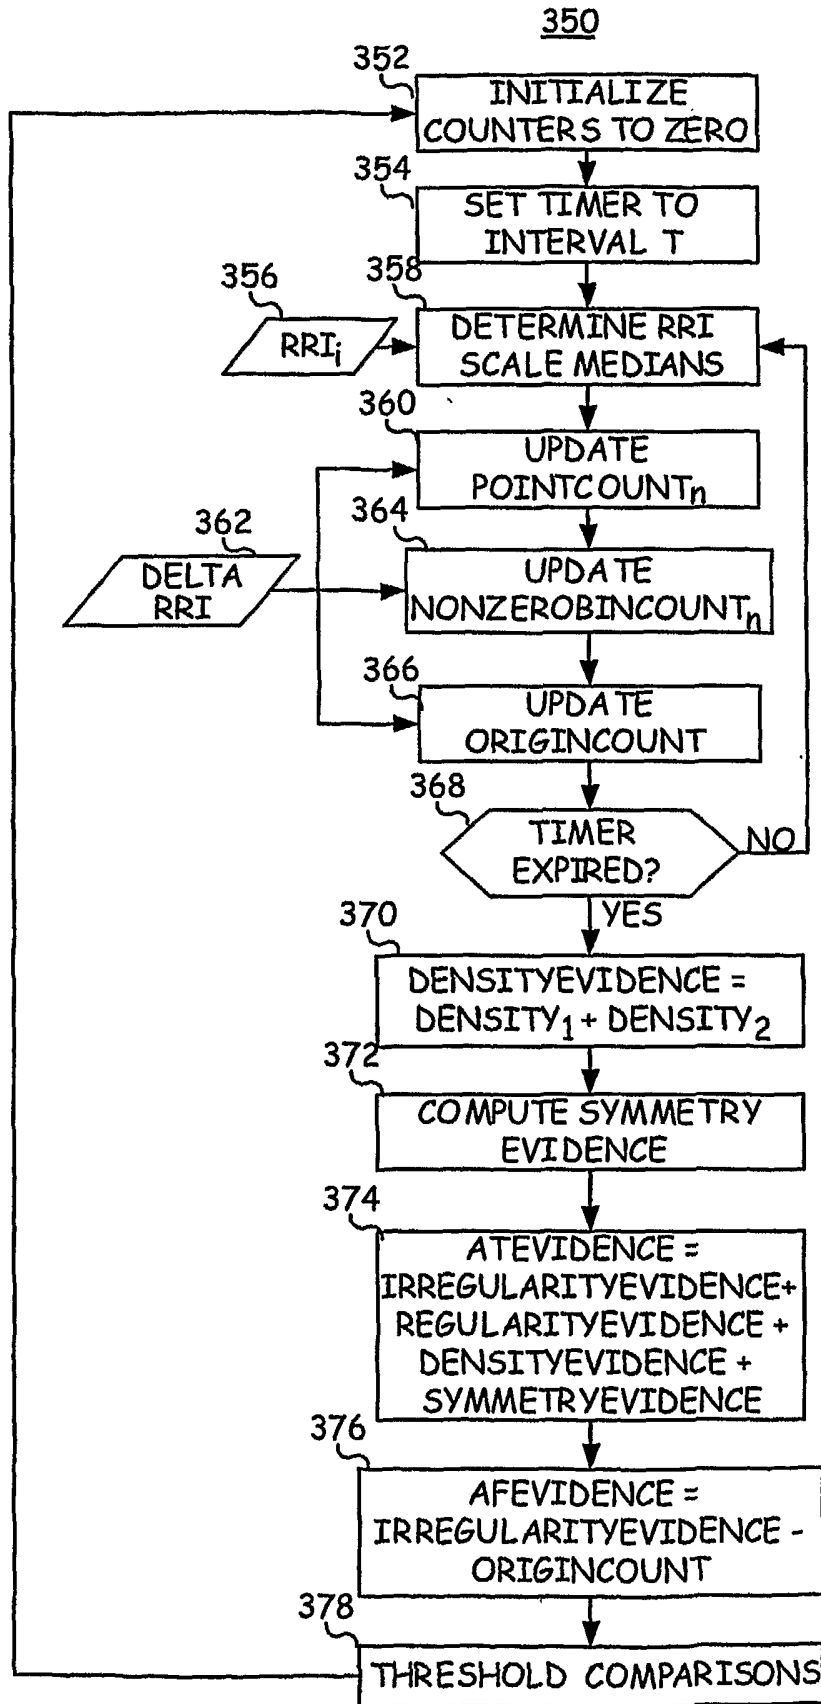 350
352
INITIALIZE
COUNTERS TO ZERO
354
SET TIMER TO
INTERVAL T
356
RRIi
358
DETERMINE RRI
SCALE MEDIANS
360
UPDATE
POINTCOUNTn
362
DELTA
RRI
364
UPDATE
NONZEROBINCOUNTn
366
UPDATE
ORIGINCOUNT
368
TIMER
EXPIRED?
NO
YES
370
DENSITYEVIDENCE =
DENSITY1 + DENSITY2
372
COMPUTE SYMMETRY
EVIDENCE
374
ATEVIDENCE =
IRREGULARITYEVIDENCE+
REGULARITYEVIDENCE +
DENSITYEVIDENCE +
SYMMETRYEVIDENCE
376
AFEVIDENCE =
IRREGULARITYEVIDENCE -
ORIGINCOUNT
378
THRESHOLD COMPARISONS